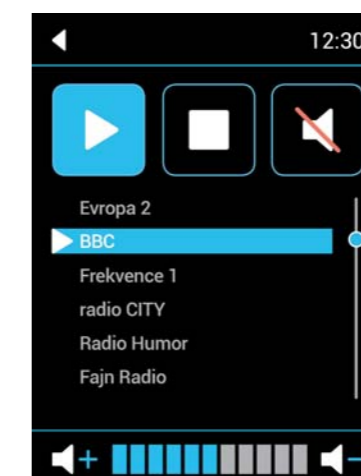 12:30
Evropa 2
BBC
Frekvence 1
radio CITY
Radio Humor
Fajn Radio